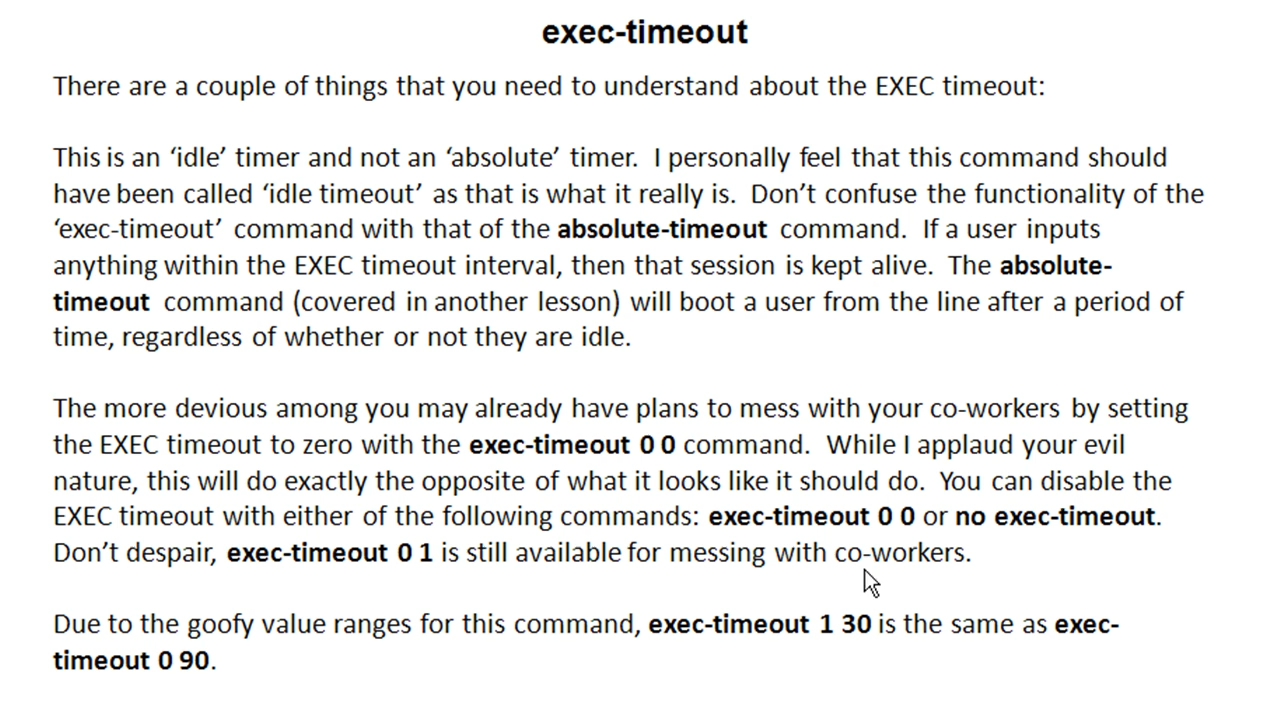 exec-timeout
There are a couple of things that you need to understand about the EXEC timeout:
This is an ‘idle’ timer and not an ‘absolute’ timer.  I personally feel that this command should
have been called ‘idle timeout’ as that is what it really is.  Don’t confuse the functionality of the
‘exec-timeout’ command with that of the absolute-timeout command.  If a user inputs
anything within the EXEC timeout interval, then that session is kept alive.  The absolute-
timeout command (covered in another lesson) will boot a user from the line after a period of
time, regardless of whether or not they are idle.
The more devious among you may already have plans to mess with your co-workers by setting
the EXEC timeout to zero with the exec-timeout 0 0 command.  While I applaud your evil
nature, this will do exactly the opposite of what it looks like it should do.  You can disable the
EXEC timeout with either of the following commands: exec-timeout 0 0 or no exec-timeout.
Don’t despair, exec-timeout 0 1 is still available for messing with co-workers.
Due to the goofy value ranges for this command, exec-timeout 1 30 is the same as exec-
timeout 0 90.